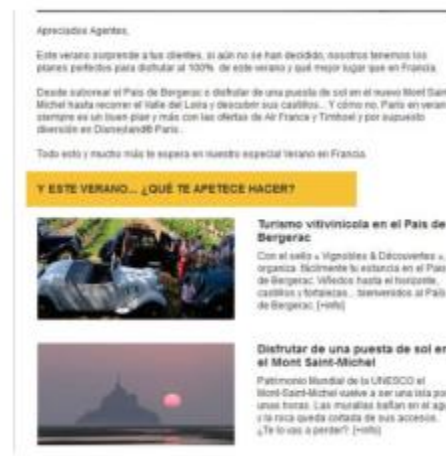 Apreciados Agentes,
Este verano sorprende a tus clientes, si aún no se han decidido, nosotros tenemos los
planes perfectos para disfrutar al 100% de este verano y qué mejor lugar que en Francia.
Desde saborear el País de Bergerac o disfrutar de una puesta de sol en el nuevo Mont Saint
Michel hasta recorrer el Valle del Loira y descubrir sus castillos... Y cómo no, París en verano
siempre es un buen plan y más con las ofertas de Air France y Timhotel y por supuesto
diversión en Disneyland® Paris.
Todo esto y mucho más te espera en nuestro especial Verano en Francia.
Y ESTE VERANO... ¿QUÉ TE APETECE HACER?
Turismo vitivinícola en el País de
Bergerac
Con el sello « Vignobles & Découvertes »,
organiza fácilmente tu estancia en el País
de Bergerac. Viñedos hasta el horizonte,
castillos y fortalezas... bienvenidos al País
de Bergerac. [+info]
Disfrutar de una puesta de sol en
el Mont Saint-Michel
Patrimonio Mundial de la UNESCO el
Mont-Saint-Michel vuelve a ser una isla por
unas horas. Las murallas bañan en el agua
y la roca queda cortada de sus accesos.
¿Te lo vas a perder? [+info]